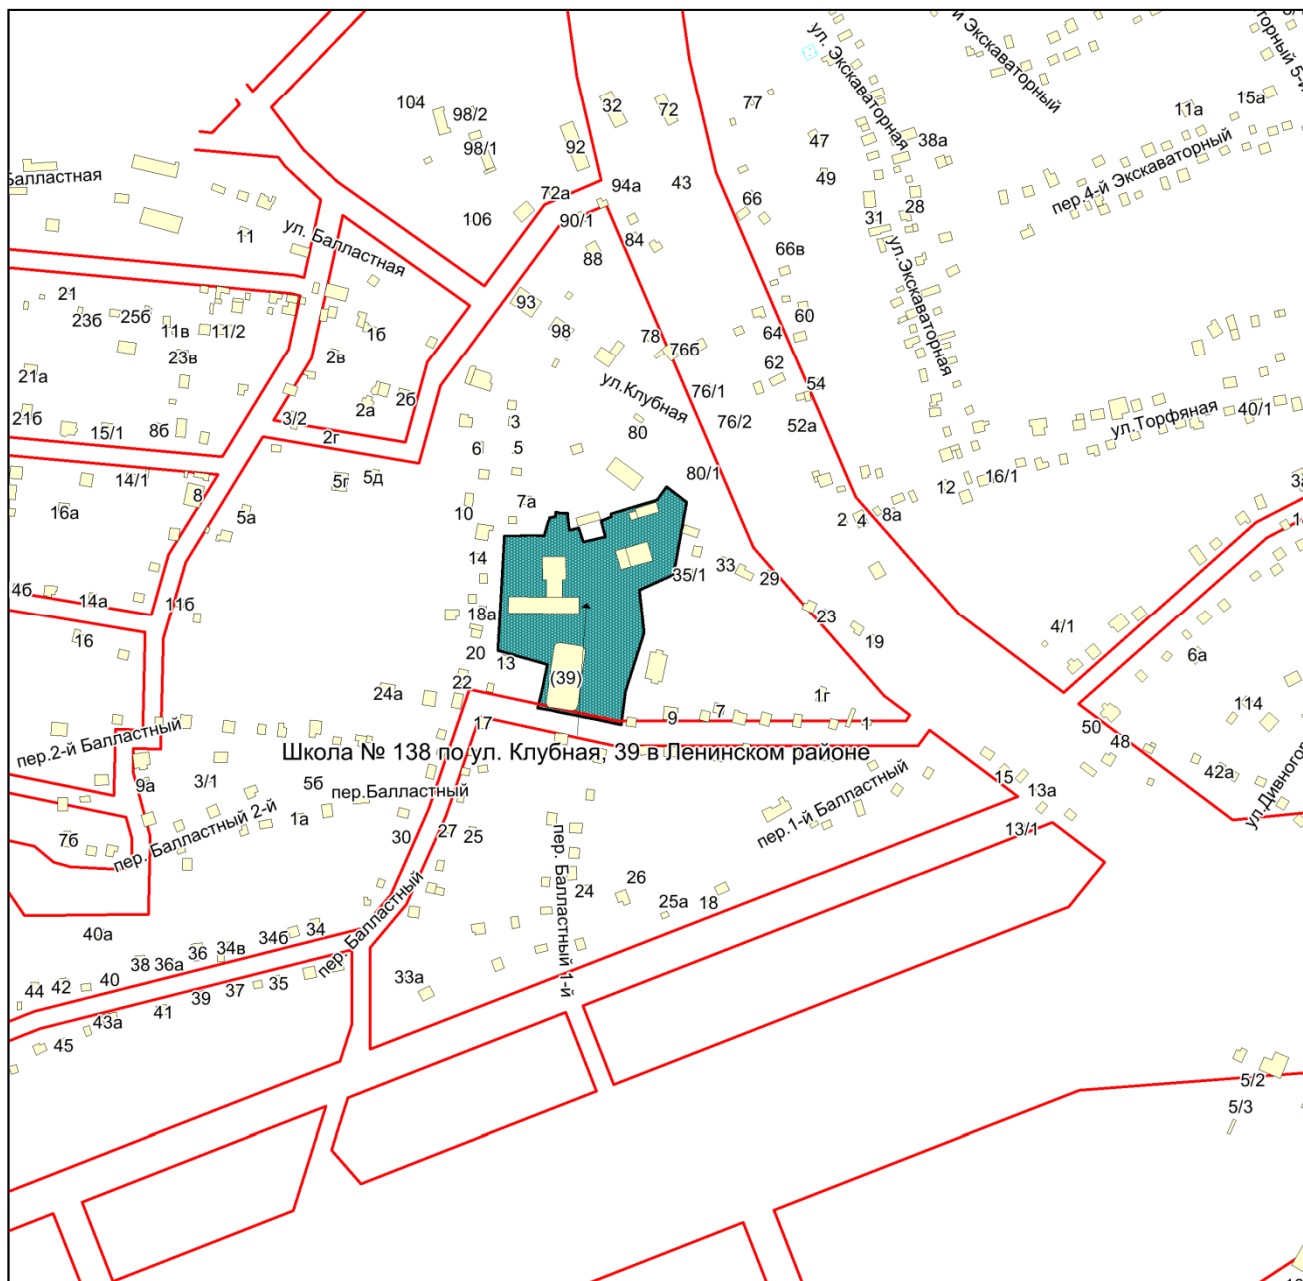 ул. Экскаваторная
й Экскаваторный
торный 5-й
104
98/2
32
72
77
11а
15а
98/1
92
47
38а
пер.4-й Экскаваторный
Балластная
72а
94а
43
49
66
31
28
106
90/1
11
ул. Балластная
84
88
66в
ул.Экскаваторная
21
23б
25б
93
60
11в
11/2
1б
98
78
64
76б
23в
2в
62
21а
54
ул.Клубная
76/1
2б
2а
21б
3/2
3
76/2
52а
40/1
ул.Торфяная
15/1
8б
2г
80
6
5
14/1
5г
5д
80/1
16/1
12
3а
8
16а
5а
10
7а
2
4
8а
14
33
29
35/1
4б
14а
11б
18а
23
16
19
4/1
20
13
6а
24а
22
(39)
1г
114
17
9
7
1
50
48
пер.2-й Балластный
Школа № 138 по ул. Клубная, 39 в Ленинском районе
42а
9а
3/1
5б
пер.Балластный
15
13а
ул.Дивного
1а
пер.1-й Балластный
7б
пер. Балластный 2-й
30
27
25
13/1
пер. Балластный 1-й
24
26
25а
18
40а
34б
34
пер. Балластный
38
36а
36
34в
44
42
40
39
37
35
33а
43а
41
45
5/2
5/3